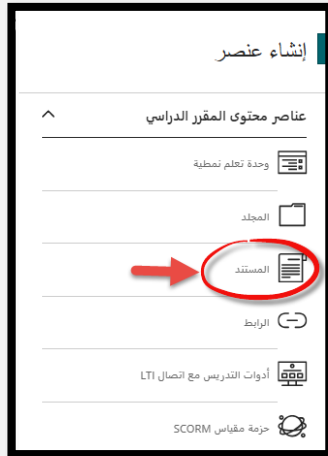 إنشاء عنصر
عناصر محتوى المقرر الدراسي
وحدة تعلم نمطية
المجلد
المستند
الرابط
أدوات التدريس مع اتصال LTI
حزمة مقياس SCORM